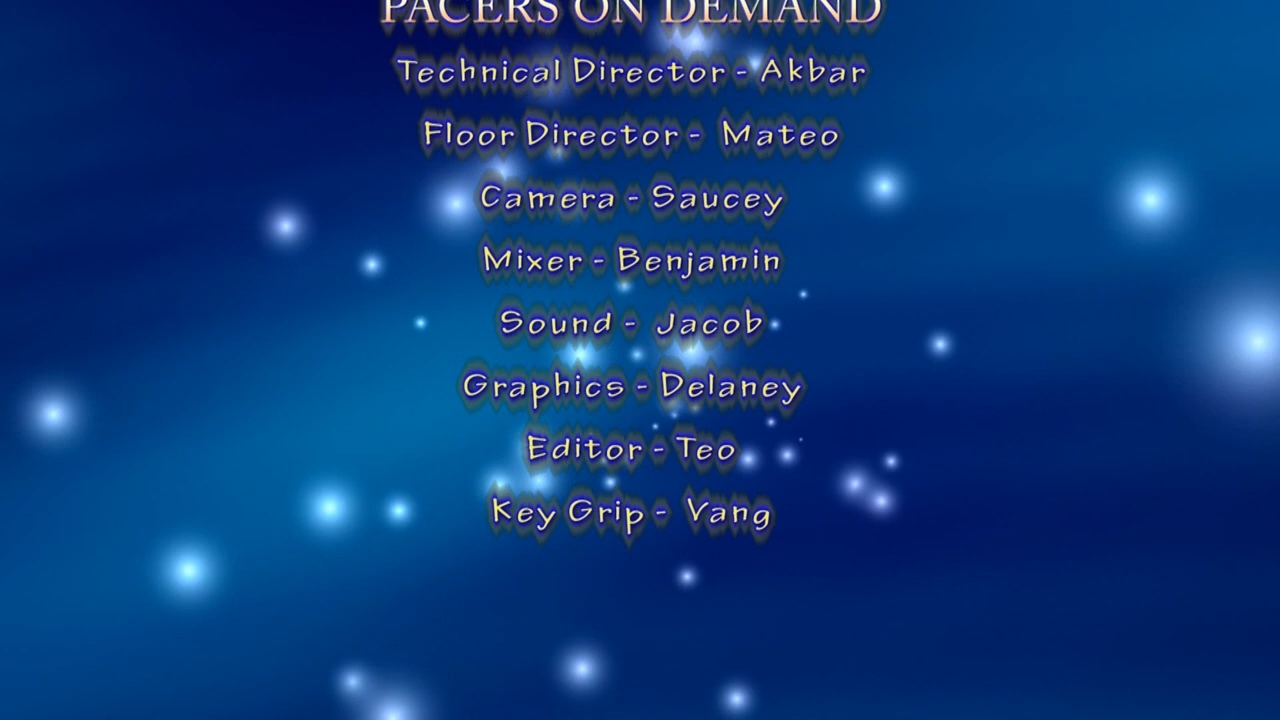 PACERS ON DEMAND
Technical Director - Akbar
Floor Director - Mateo
Camera - Saucey
Mixer - Benjamin
Sound - Jacob
Graphics - Delaney
Editor - Teo
Key Grip - Vang